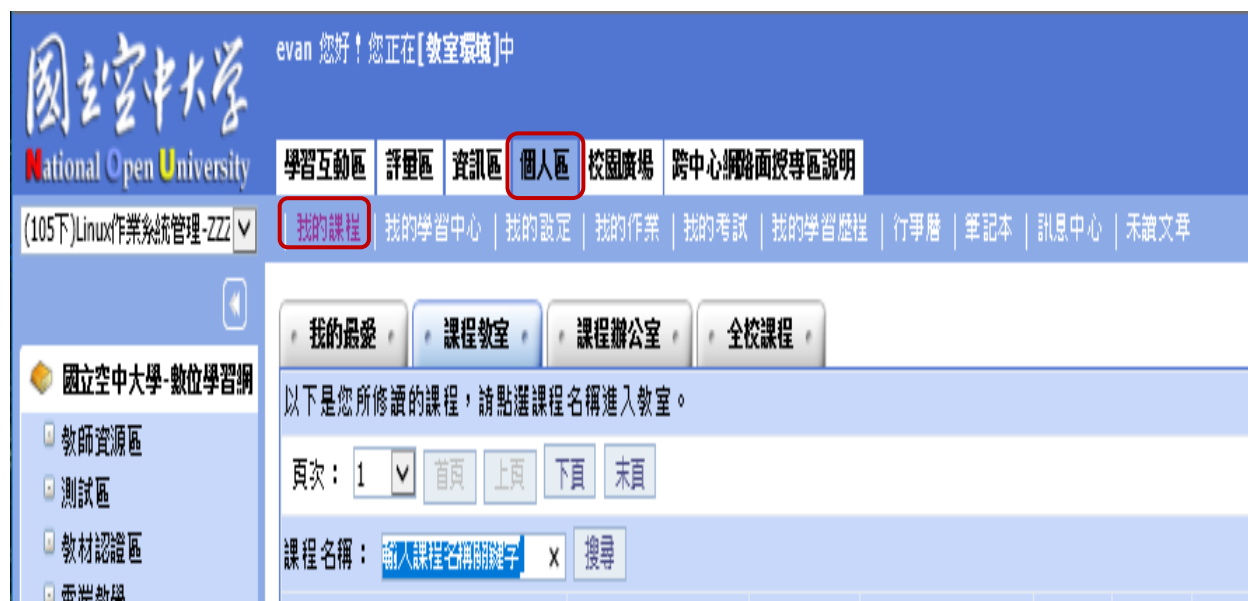 國立空中大學
National Open University
evan 您好！您正在[教室環境]中
學習互動區 評量區 資訊區 個人區 校園廣場 跨中心網路面授專區說明
(105下)Linux作業系統管理-ZZZ
| 我的課程 | 我的學習中心 | 我的設定 | 我的作業 | 我的考試 | 我的學習歷程 | 行事曆 | 筆記本 | 訊息中心 | 未讀文章
我的最愛 課程教室 課程辦公室 全校課程
國立空中大學-數位學習網
以下是您所修讀的課程，請點選課程名稱進入教室。
教師資源區
頁次： 1 首頁 上頁 下頁 末頁
測試區
教材認證區
課程名稱： 輸入課程名稱關鍵字 x 搜尋